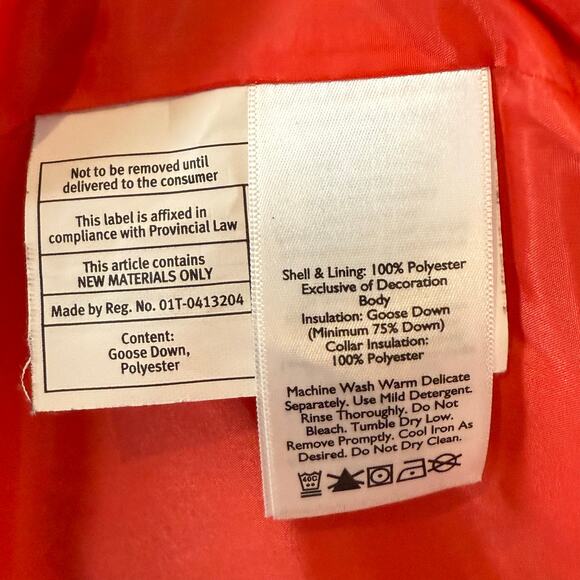 Not to be removed until
delivered to the consumer
This label is affixed in
compliance with Provincial Law
This article contains
NEW MATERIALS ONLY
Made by Reg. No. 01T-0413204
Content:
Goose Down,
Polyester
Shell & Lining: 100% Polyester
Exclusive of Decoration
Body
Insulation: Goose Down
(Minimum 75% Down)
Collar Insulation:
100% Polyester
Machine Wash Warm Delicate
Separately. Use Mild Detergent.
Rinse Thoroughly. Do Not
Bleach. Tumble Dry Low.
Remove Promptly. Cool Iron As
Desired. Do Not Dry Clean.
40C